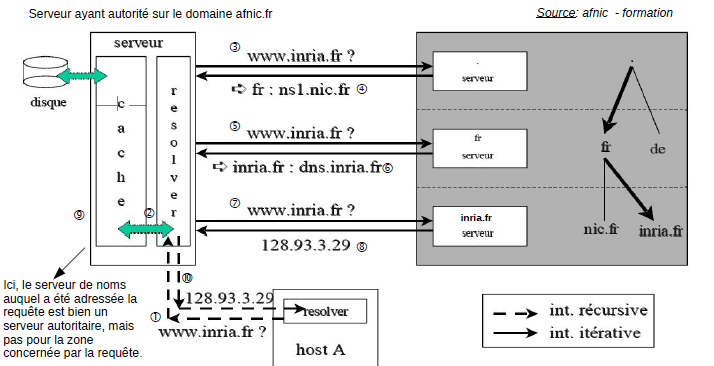 Serveur ayant autorité sur le domaine afnic.fr
Source: afnic - formation
serveur
disque
cache
resolver
③ www.inria.fr ?
➪ fr : ns1.nic.fr ④
⑤ www.inria.fr ?
➪ inria.fr : dns.inria.fr ⑥
⑦ www.inria.fr ?
128.93.3.29 ⑧
.
serveur
fr
serveur
inria.fr
serveur
.
fr
de
nic.fr
inria.fr
⑨
②
⑩
128.93.3.29
①
www.inria.fr ?
resolver
host A
Ici, le serveur de noms
auquel a été adressée la
requête est bien un
serveur autoritaire, mais
pas pour la zone
concernée par la requête.
int. récursive
int. itérative